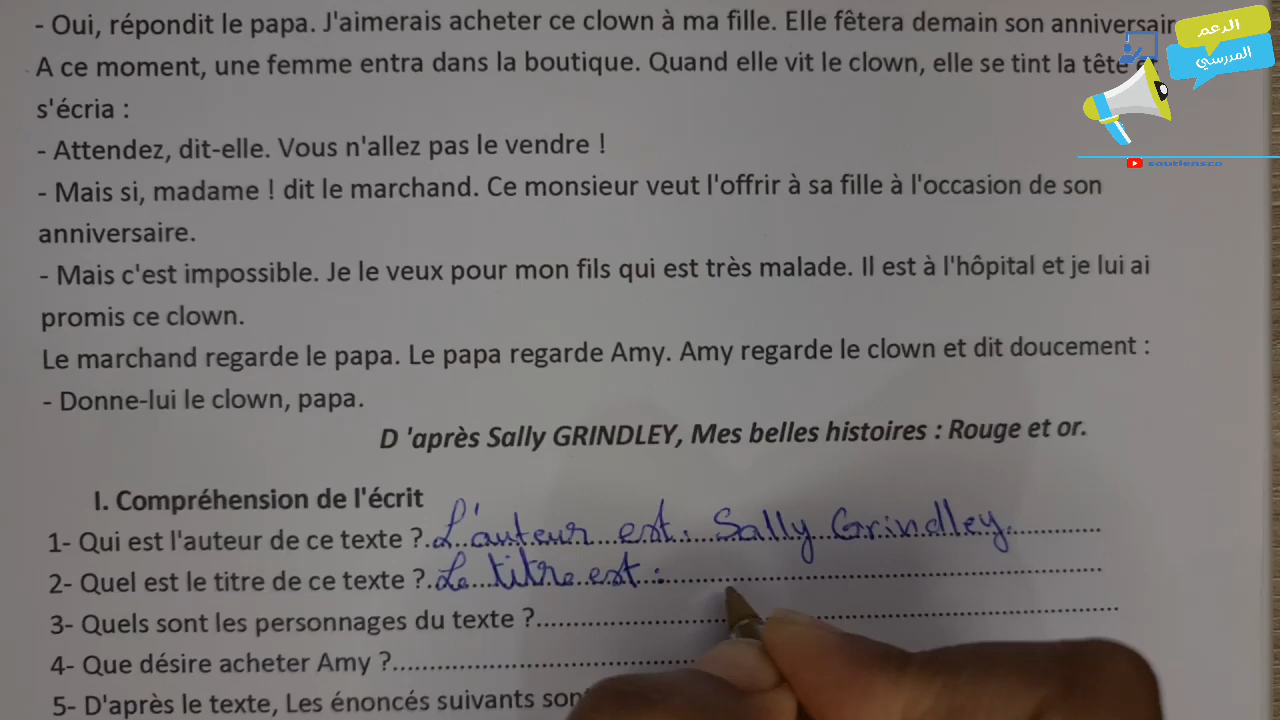 - Oui, répondit le papa. J'aimerais acheter ce clown à ma fille. Elle fêtera demain son anniversair
الدعم
المدرسي
A ce moment, une femme entra dans la boutique. Quand elle vit le clown, elle se tint la tête e
s'écria :
- Attendez, dit-elle. Vous n'allez pas le vendre !
soutiensco
- Mais si, madame ! dit le marchand. Ce monsieur veut l'offrir à sa fille à l'occasion de son
anniversaire.
- Mais c'est impossible. Je le veux pour mon fils qui est très malade. Il est à l'hôpital et je lui ai
promis ce clown.
Le marchand regarde le papa. Le papa regarde Amy. Amy regarde le clown et dit doucement :
- Donne-lui le clown, papa.
D 'après Sally GRINDLEY, Mes belles histoires : Rouge et or.
I. Compréhension de l'écrit
1- Qui est l'auteur de ce texte ? L'auteur est : Sally Grindley.
2- Quel est le titre de ce texte ? Le titre est :
3- Quels sont les personnages du texte ?
4- Que désire acheter Amy ?
5- D'après le texte, Les énoncés suivants son